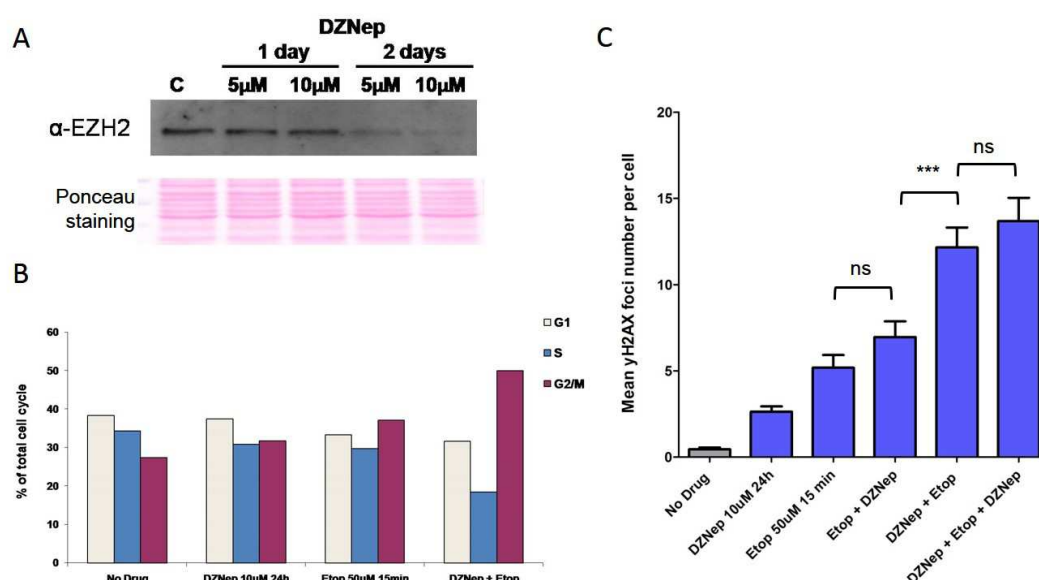 A
DZNep
1 day 2 days
C 5µM 10µM 5µM 10µM
α-EZH2
Ponceau
staining
B
60
50
40
30
20
10
0
% of total cell cycle
G1
S
G2/M
No Drug DZNep 10uM 24h Etop 50uM 15min DZNep + Etop
C
20
15
10
5
0
Mean γH2AX foci number per cell
ns
***
ns
No Drug
DZNep 10uM 24h
Etop 50uM 15 min
Etop + DZNep
DZNep + Etop
DZNep + Etop + DZNep